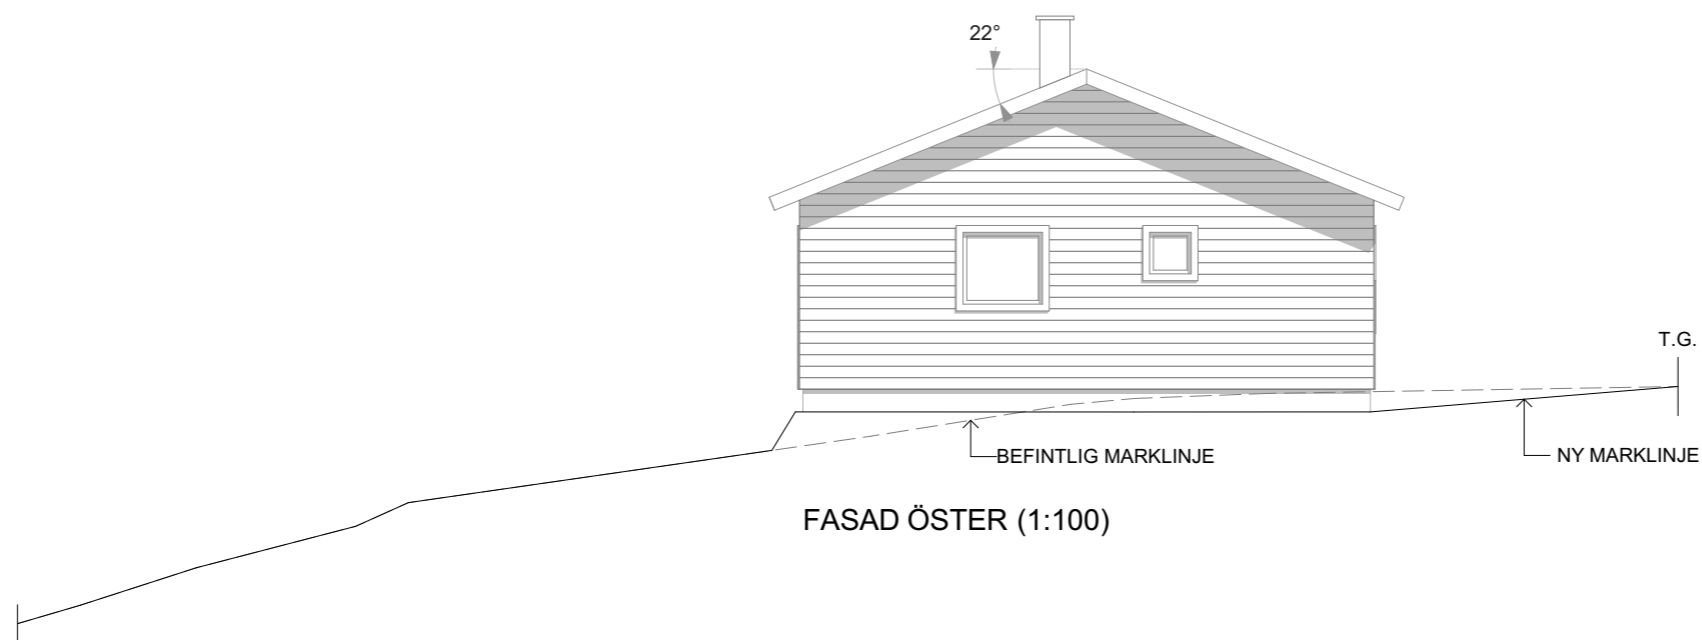 22°
T.G.
BEFINTLIG MARKLINJE
NY MARKLINJE
FASAD ÖSTER (1:100)